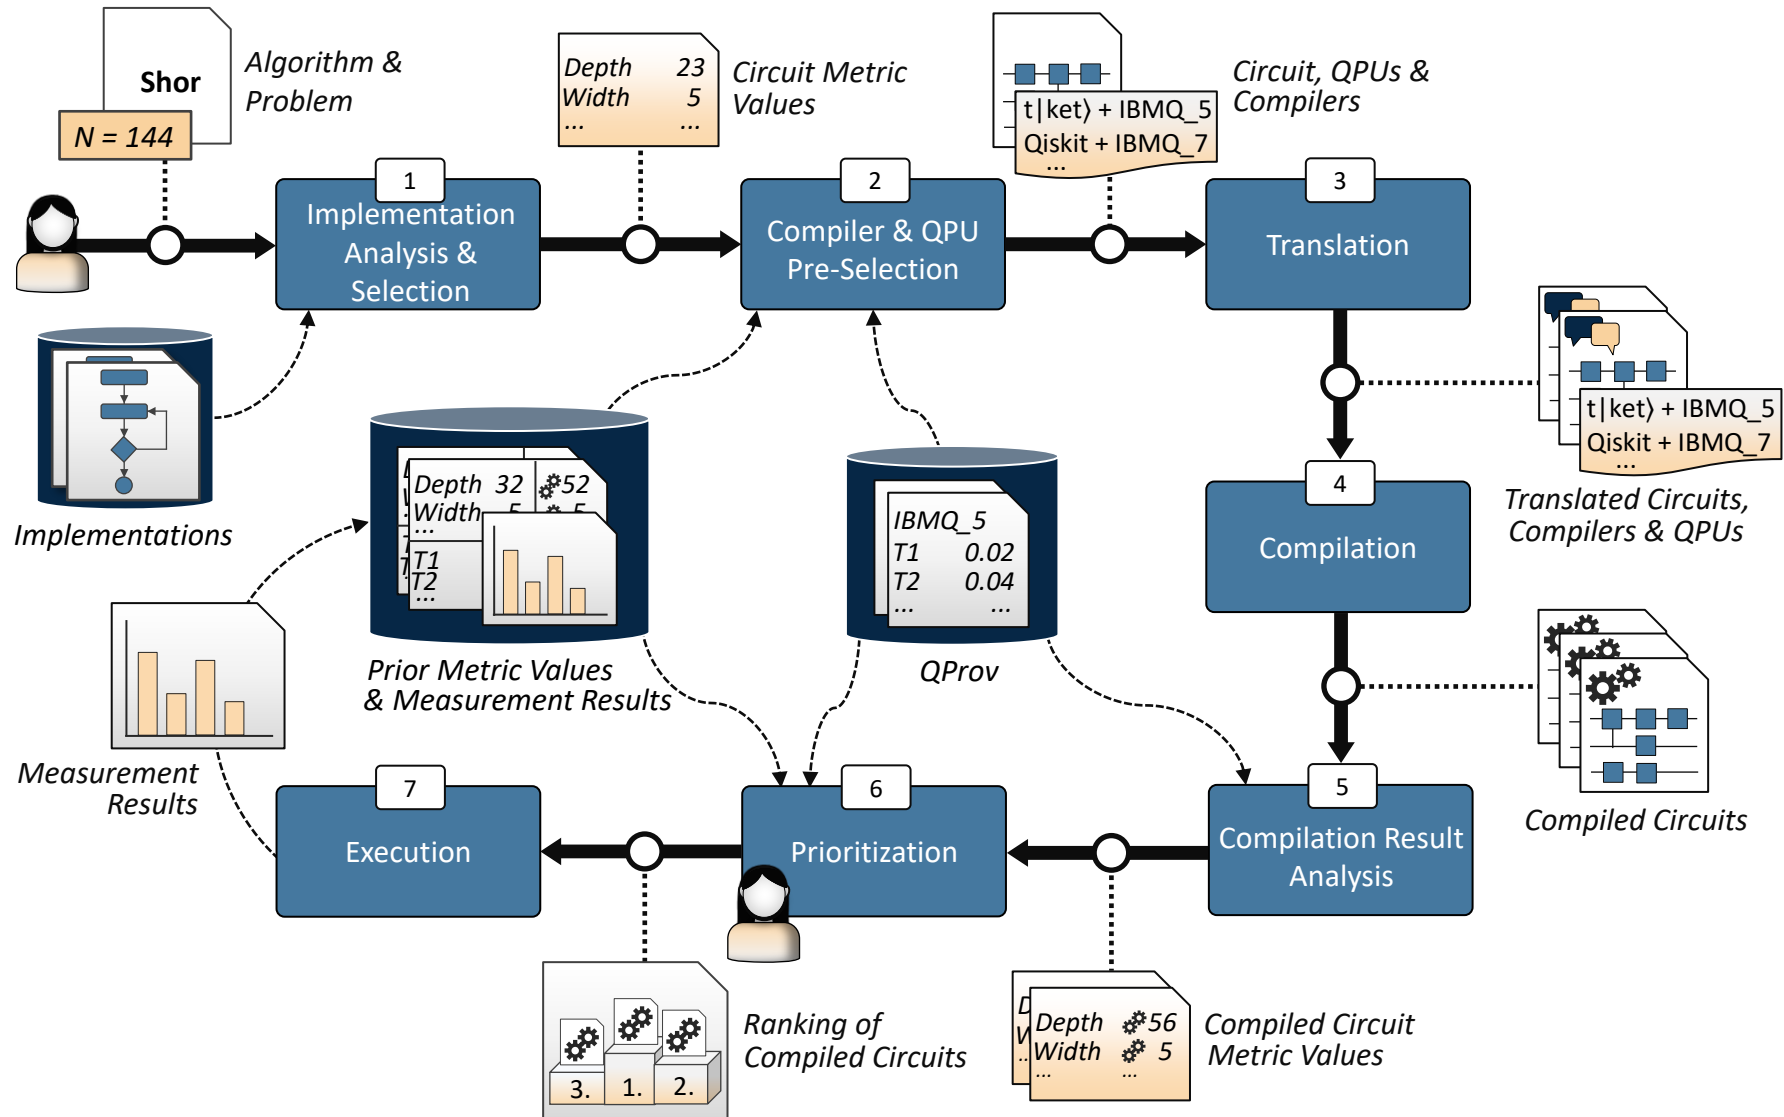 Shor
N = 144
Algorithm &
Problem
Depth 23
Width 5
... ...
Circuit Metric
Values
t|ket⟩ + IBMQ_5
Qiskit + IBMQ_7
...
Circuit, QPUs &
Compilers
1
Implementation
Analysis &
Selection
2
Compiler & QPU
Pre-Selection
3
Translation
Implementations
Depth 32 52
Width 5 5
...
T1
T2
...
Prior Metric Values
& Measurement Results
IBMQ_5
T1 0.02
T2 0.04
... ...
QProv
t|ket⟩ + IBMQ_5
Qiskit + IBMQ_7
...
Translated Circuits,
Compilers & QPUs
4
Compilation
Compiled Circuits
Measurement
Results
7
Execution
6
Prioritization
5
Compilation Result
Analysis
3.
1.
2.
Ranking of
Compiled Circuits
Depth 56
Width 5
... ...
Compiled Circuit
Metric Values